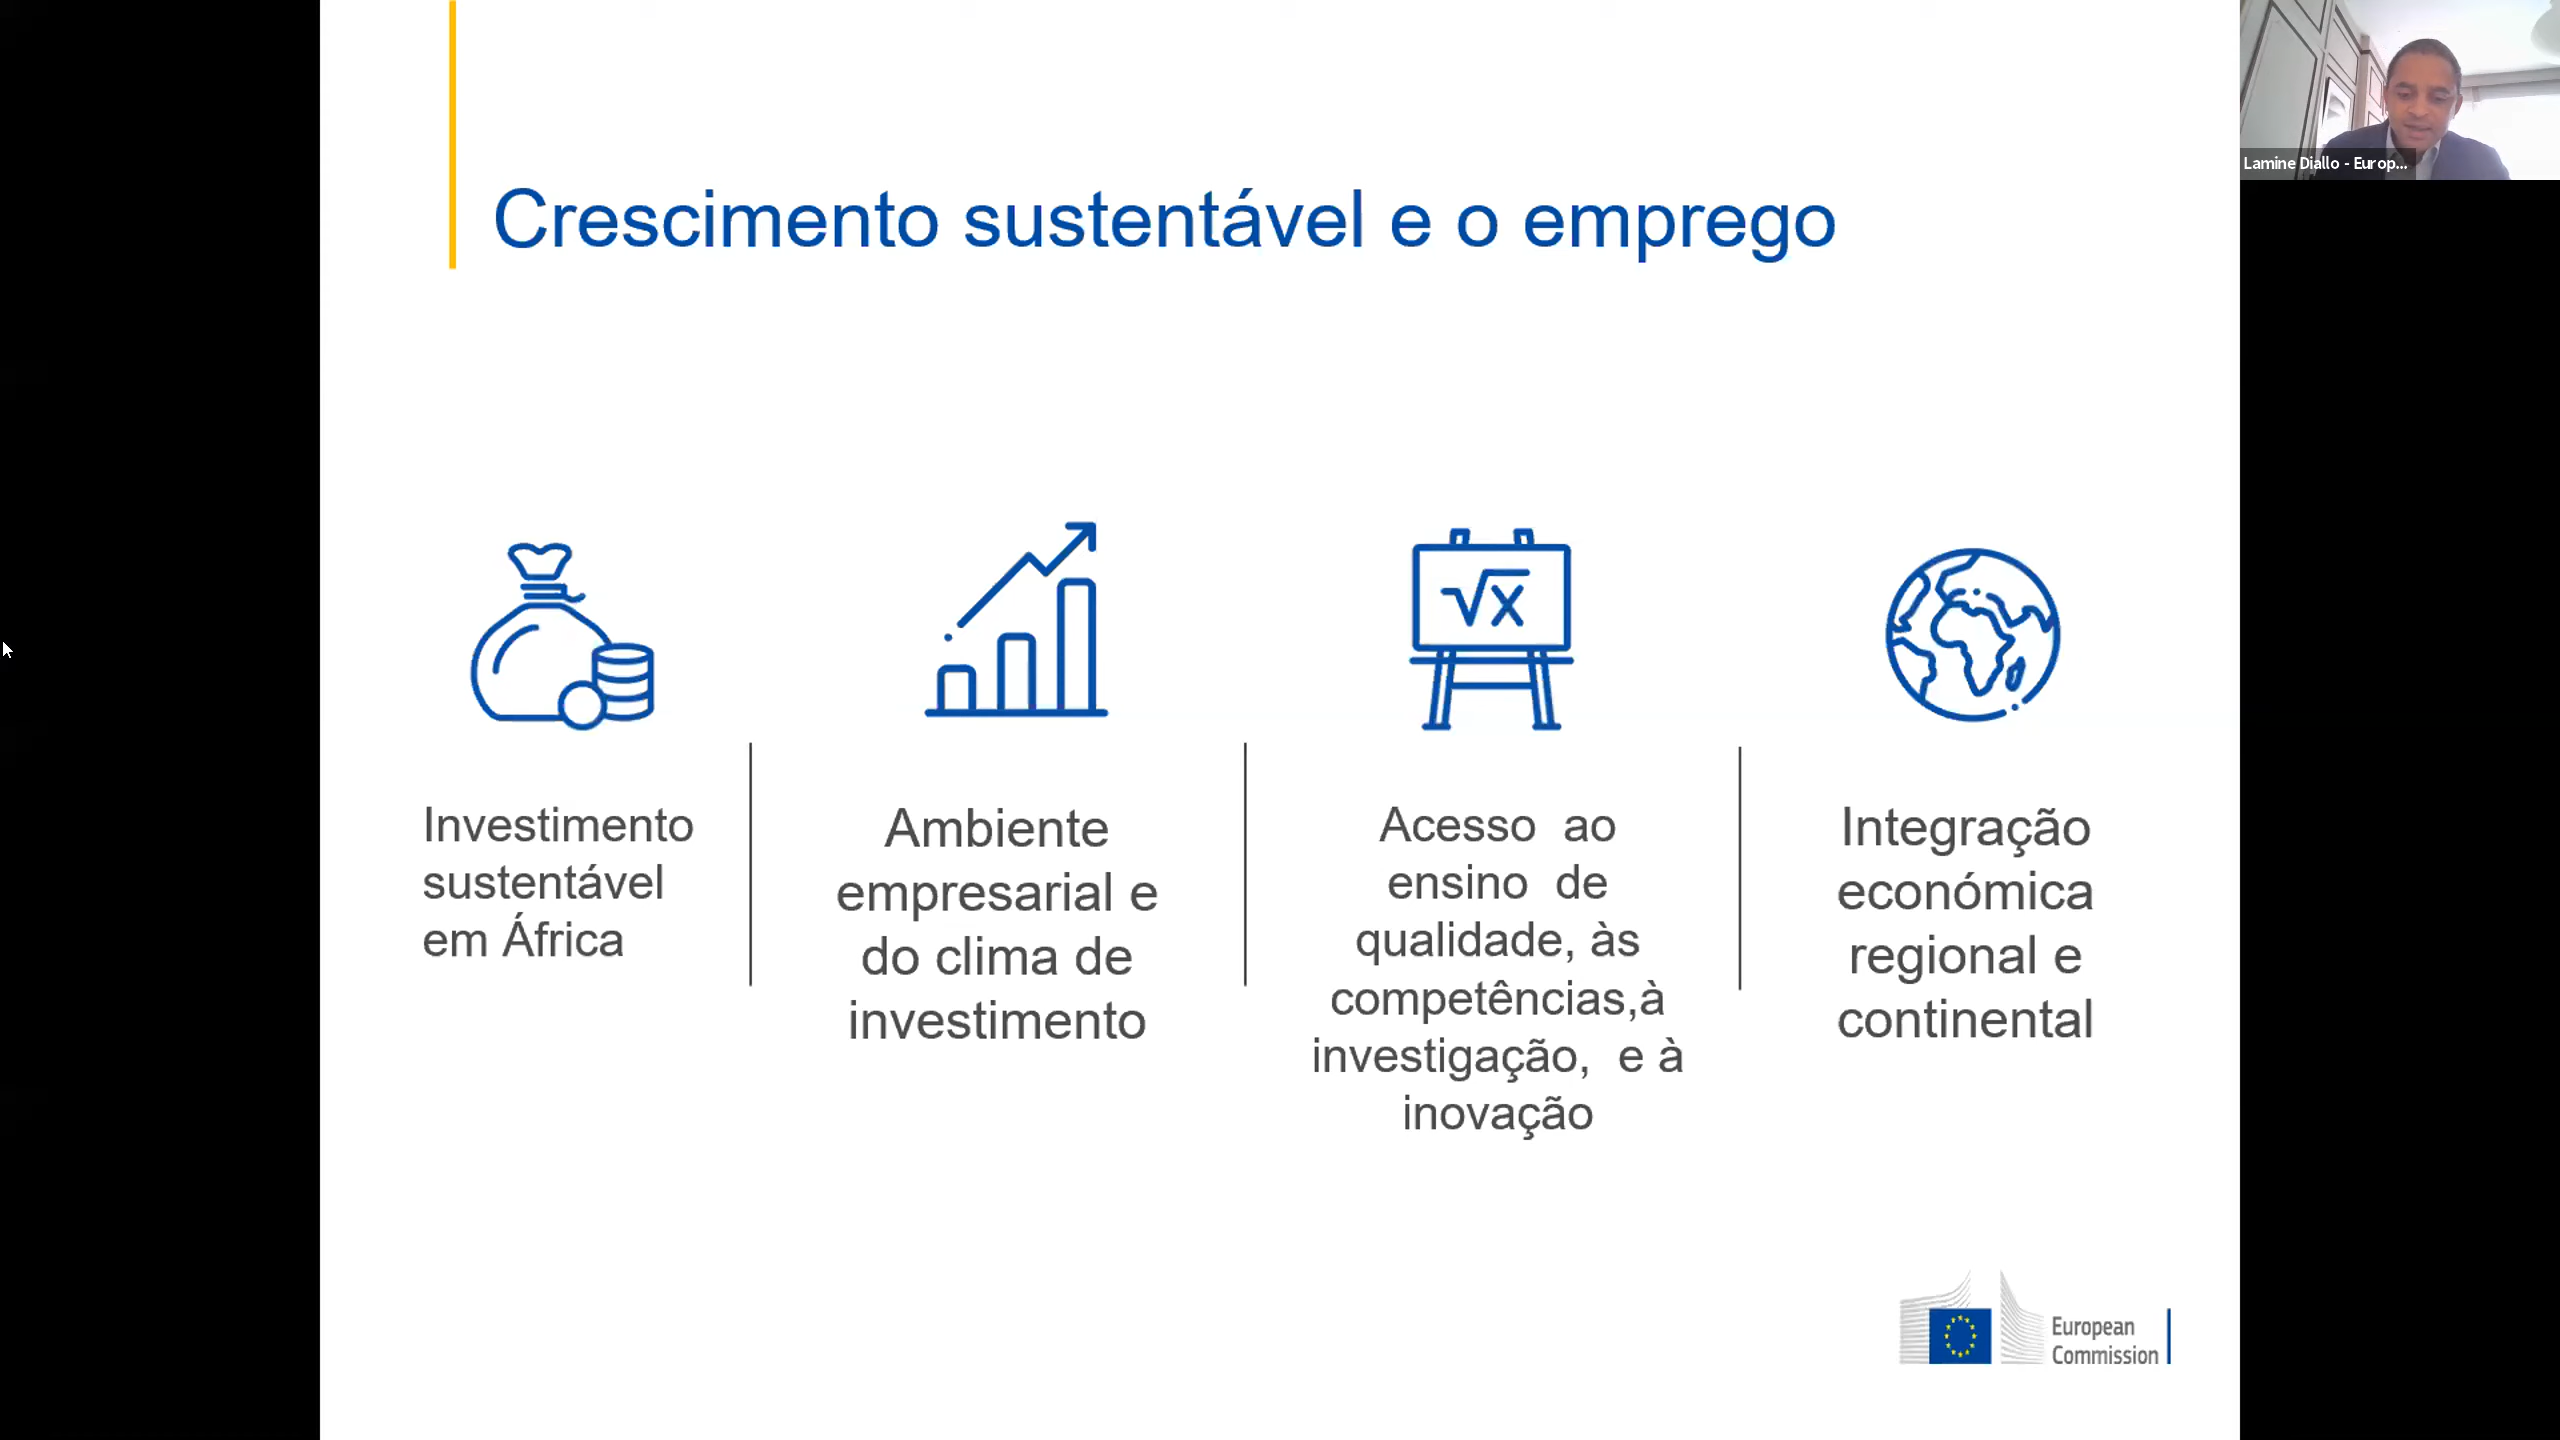 Lamine Diallo - Europ...
Crescimento sustentável e o emprego
√x
Investimento
sustentável
em África
Ambiente
empresarial e
do clima de
investimento
Acesso ao
ensino de
qualidade, às
competências,à
investigação, e à
inovação
Integração
económica
regional e
continental
European
Commission